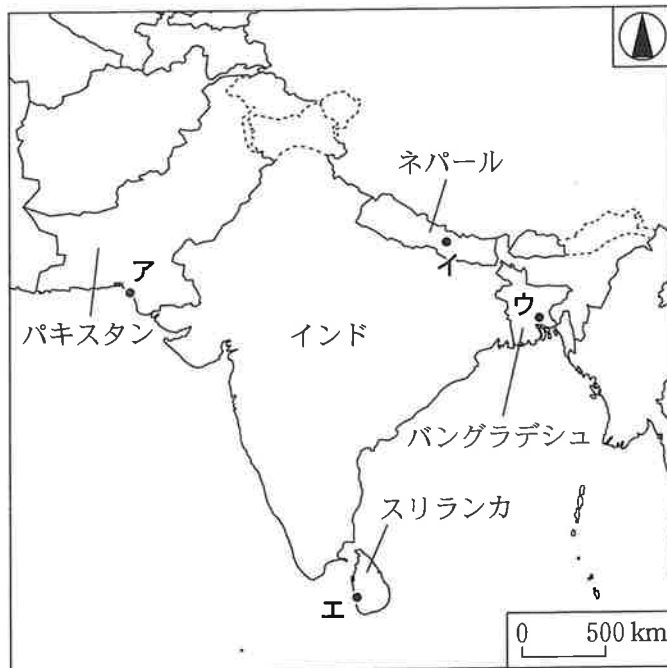 ネパール
イ
ア
ウ
パキスタン
インド
バングラデシュ
スリランカ
エ
0 500 km